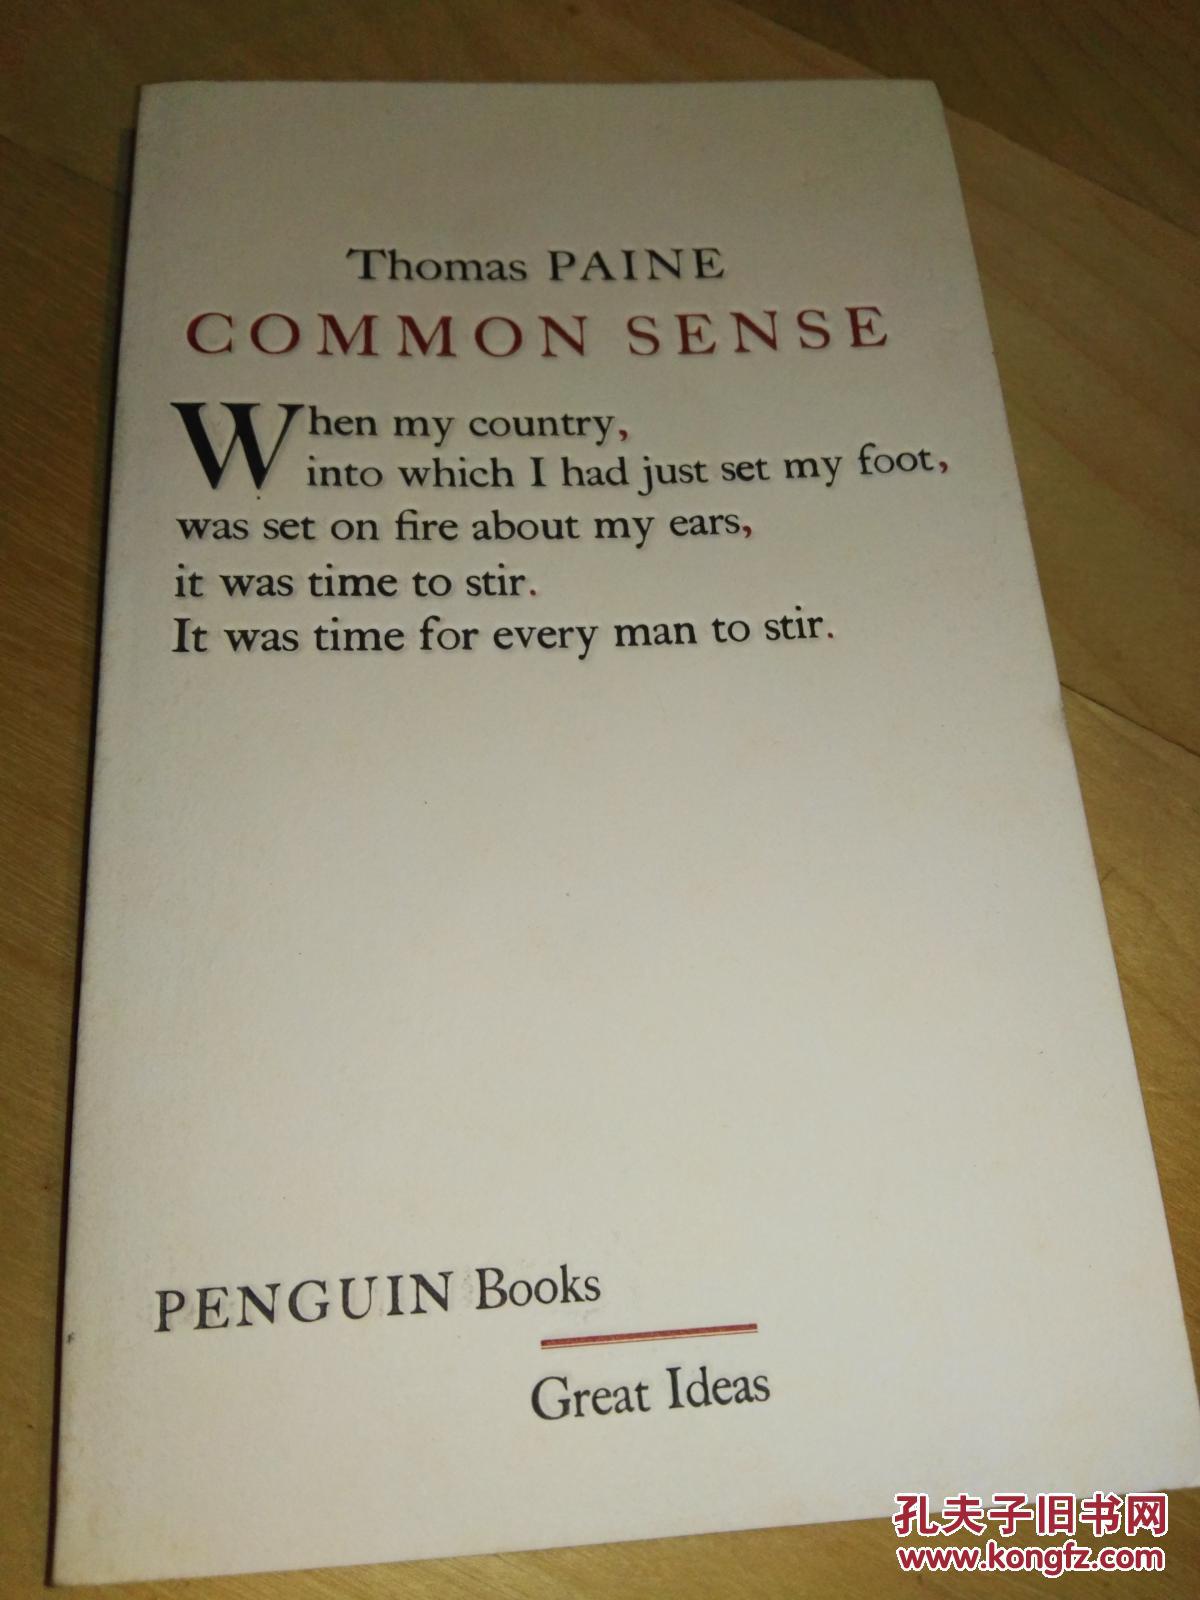 Thomas PAINE
COMMON SENSE
When my country,
into which I had just set my foot,
was set on fire about my ears,
it was time to stir.
It was time for every man to stir.
PENGUIN Books
Great Ideas
孔夫子旧书网
www.kongfz.com